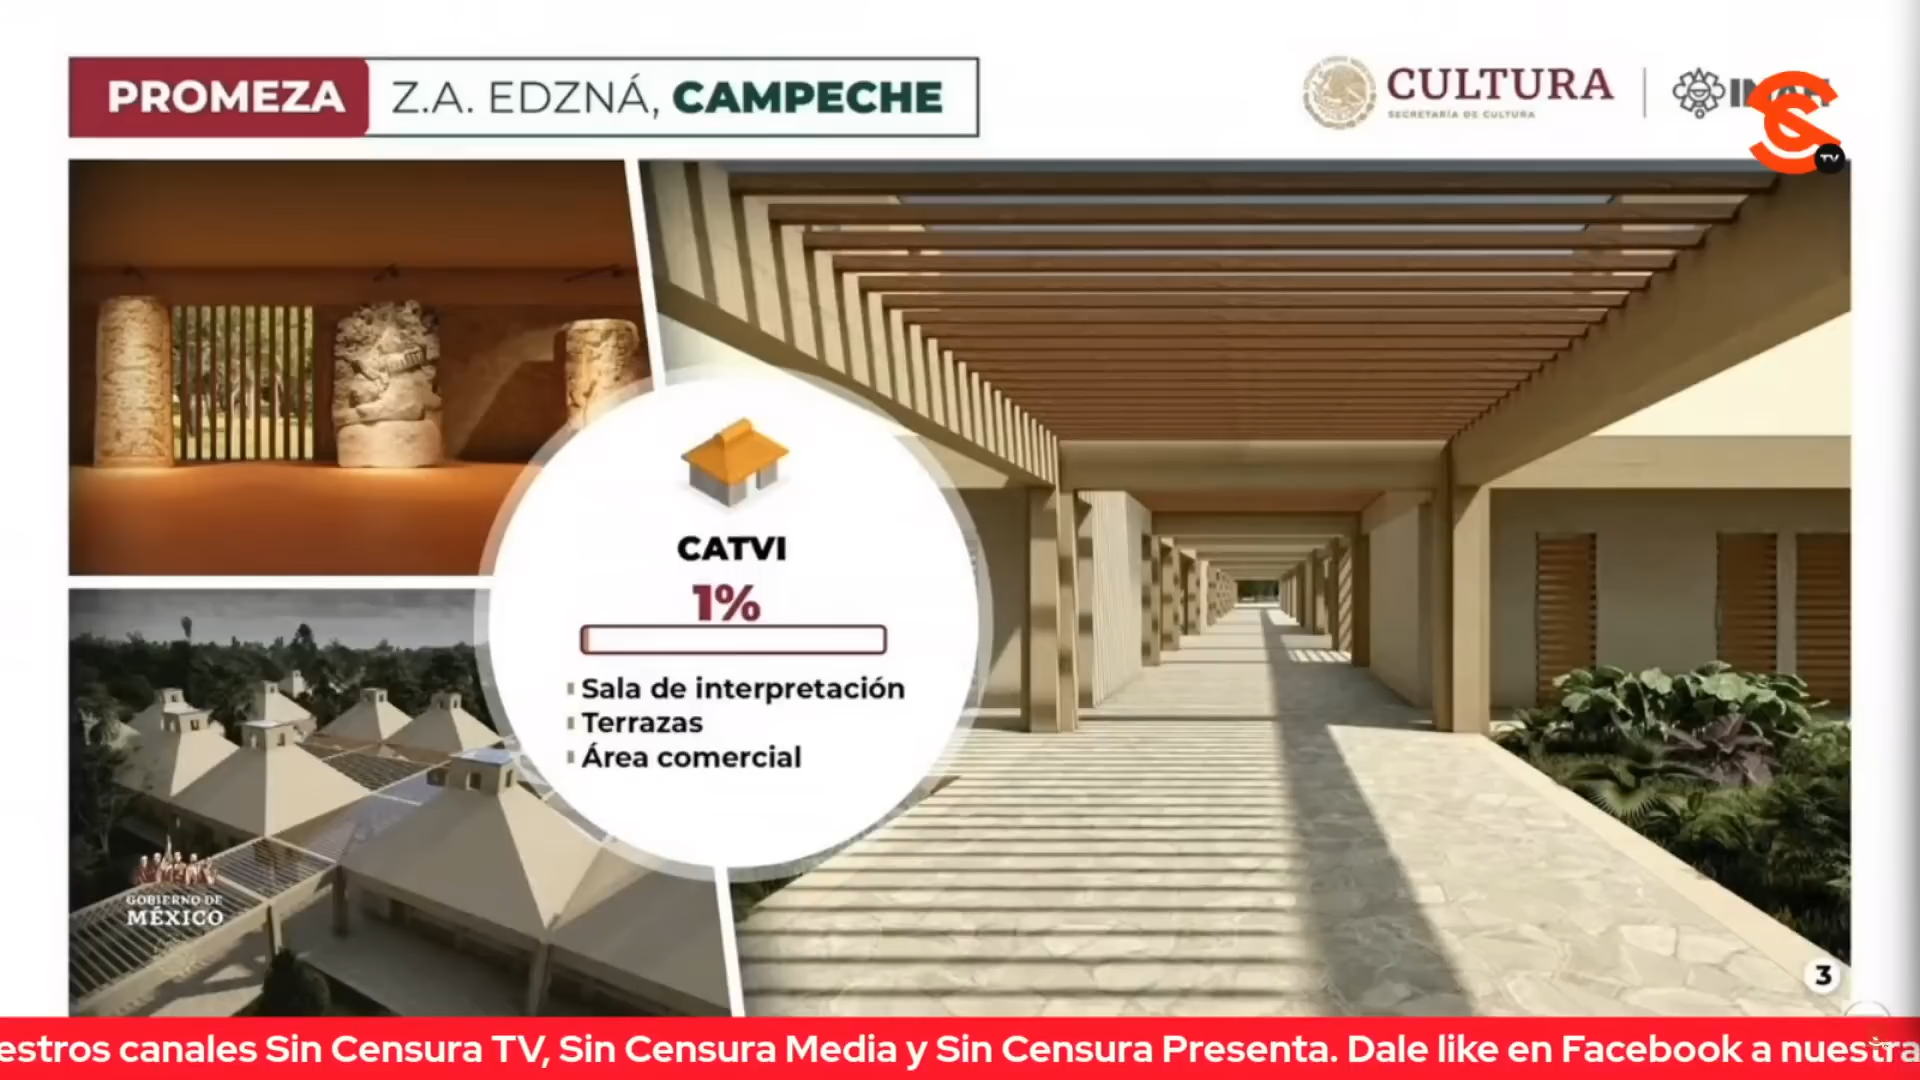 PROMEZA Z.A. EDZNÁ, CAMPECHE
CULTURA
SECRETARÍA DE CULTURA
TV
CATVI
1%
Sala de interpretación
Terrazas
Área comercial
GOBIERNO DE
MÉXICO
3
estros canales Sin Censura TV, Sin Censura Media y Sin Censura Presenta. Dale like en Facebook a nuestra